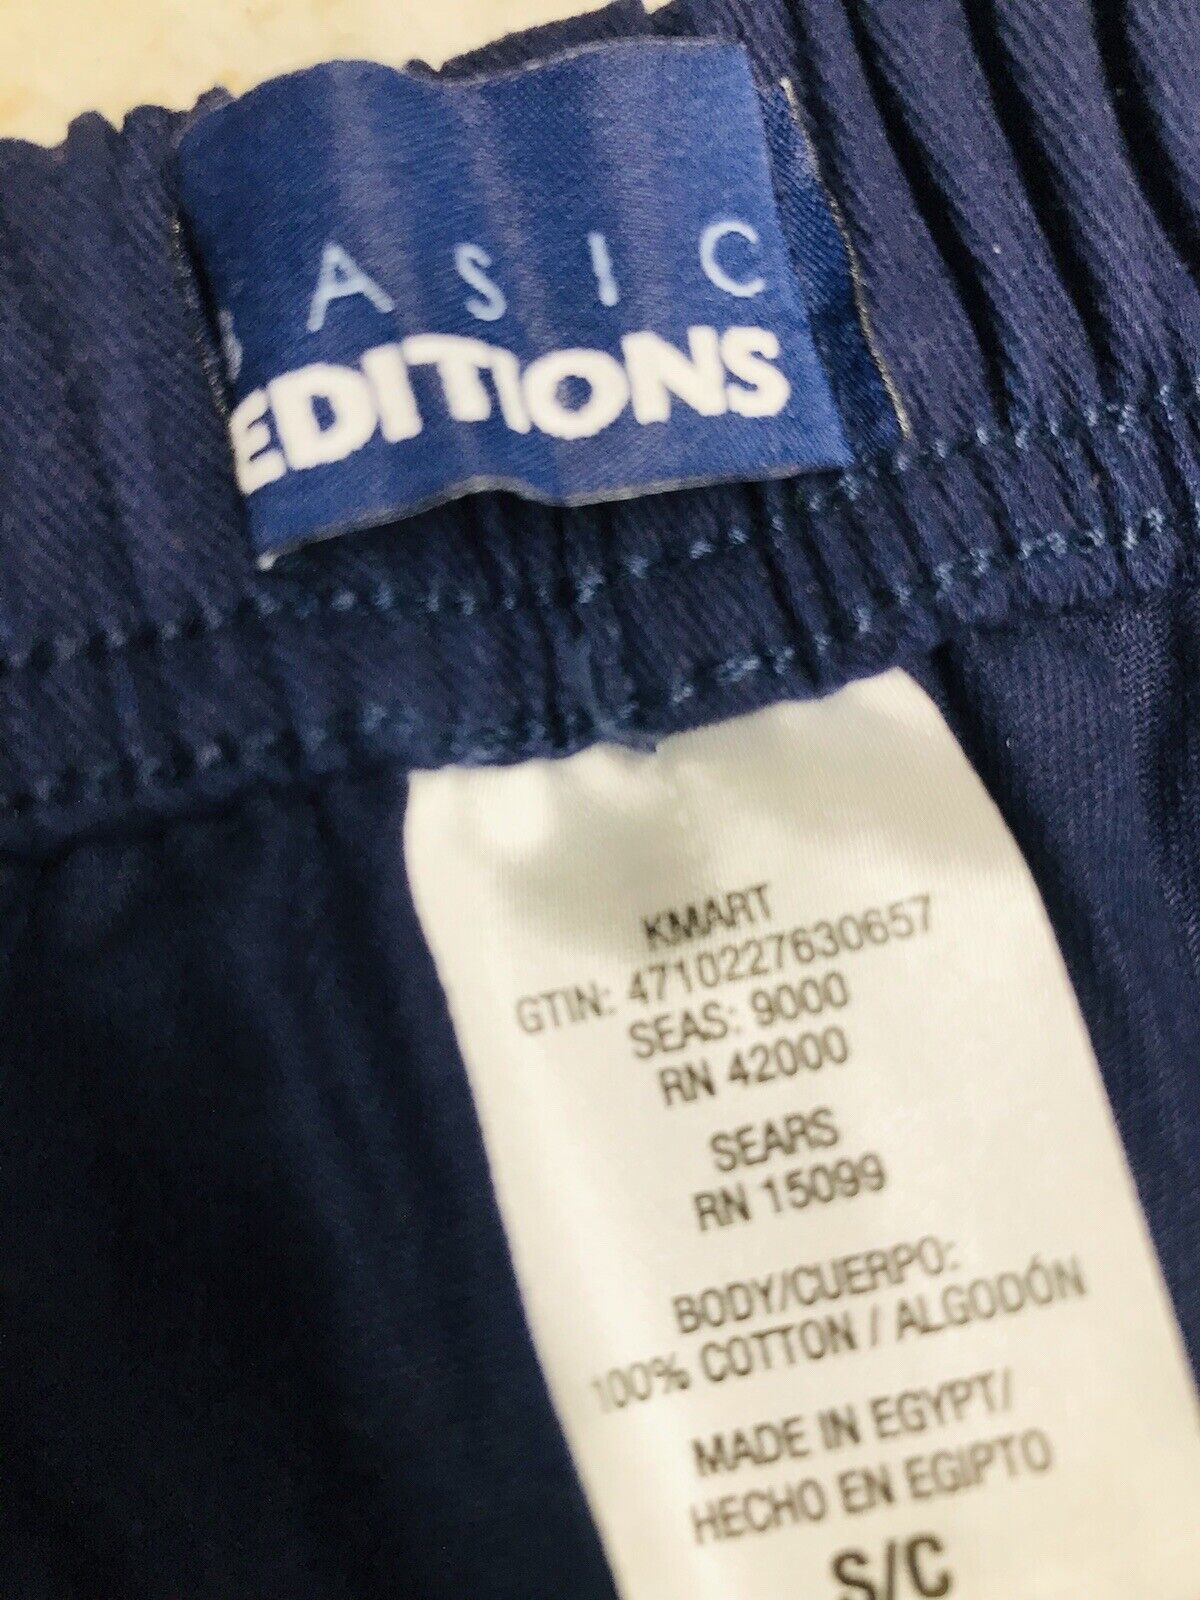 BASIC
EDITIONS
KMART
GTIN: 4710227630657
SEAS: 9000
RN 42000
SEARS
RN 15099
BODY/CUERPO:
100% COTTON / ALGODÓN
MADE IN EGYPT/
HECHO EN EGIPTO
S/C